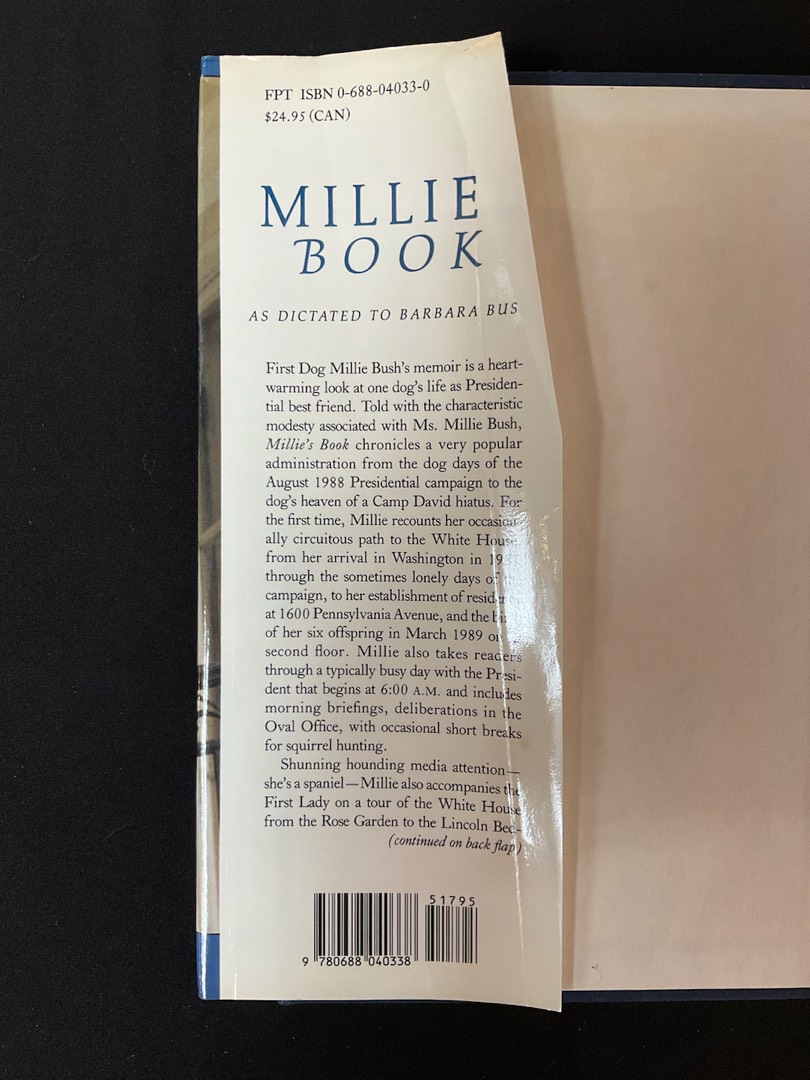 FPT ISBN 0-688-04033-0
$24.95 (CAN)
MILLIE
BOOK
AS DICTATED TO BARBARA BUS
First Dog Millie Bush's memoir is a heart-
warming look at one dog's life as Presiden-
tial best friend. Told with the characteristic
modesty associated with Ms. Millie Bush,
Millie's Book chronicles a very popular
administration from the dog days of the
August 1988 Presidential campaign to the
dog's heaven of a Camp David hiatus. For
the first time, Millie recounts her occasion-
ally circuitous path to the White House
from her arrival in Washington in
through the sometimes lonely days of
campaign, to her establishment of
at 1600 Pennsylvania Avenue, and the
of her six offspring in March 1989
second floor. Millie also takes readers
through a typically busy day with the Presi-
dent that begins at 6:00 A.M. and includes
morning briefings, deliberations in the
Oval Office, with occasional short breaks
for squirrel hunting.
Shunning hounding media attention—
she's a spaniel—Millie also accompanies the
First Lady on a tour of the White House
from the Rose Garden to the Lincoln Bed-
(continued on back flap)
51795
9 780688 040338